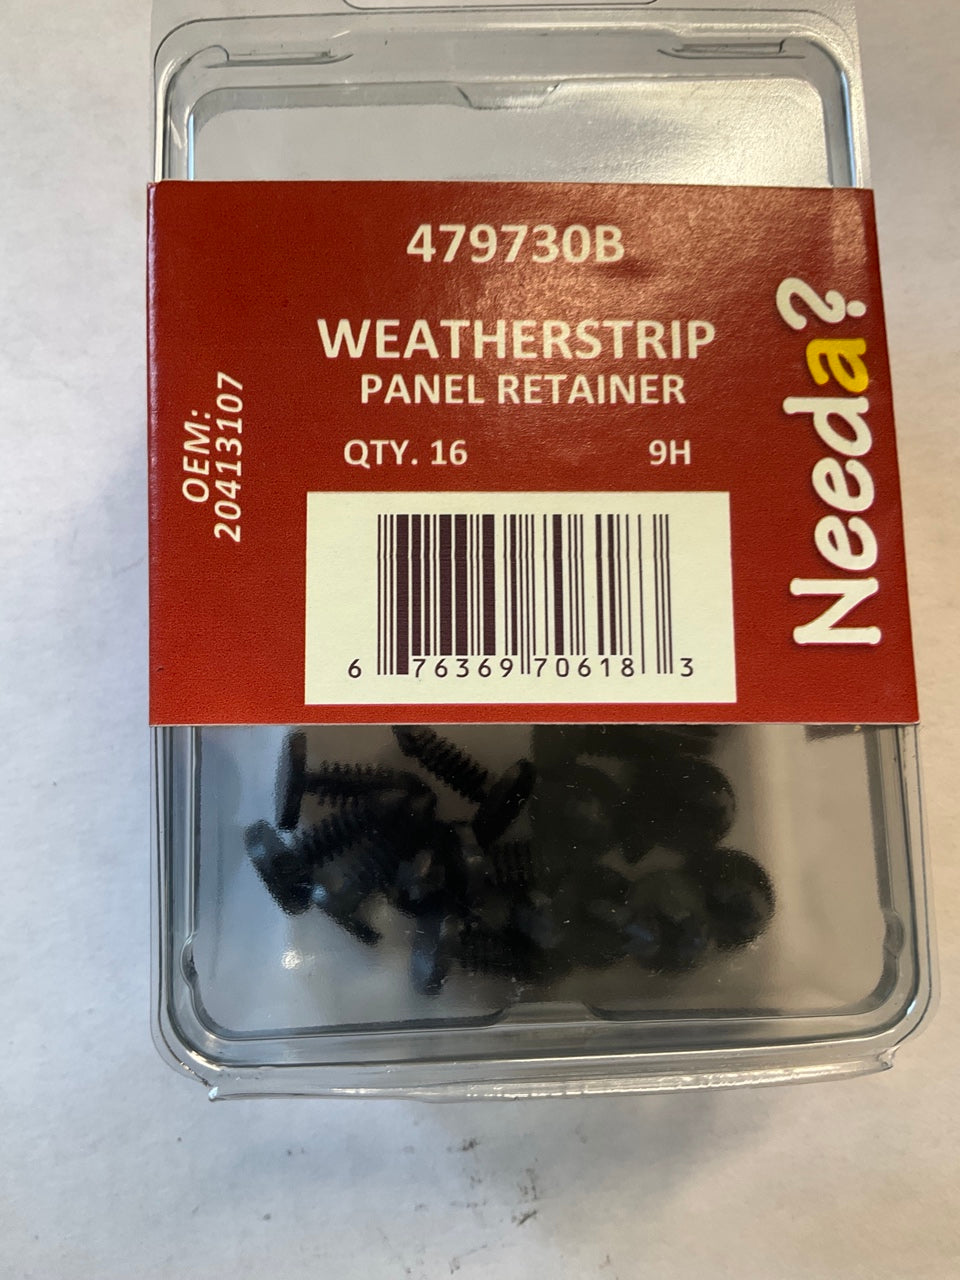 479730B
WEATHERSTRIP
PANEL RETAINER
QTY. 16 9H
OEM:
20413107
Needa?
6 76369 70618 3